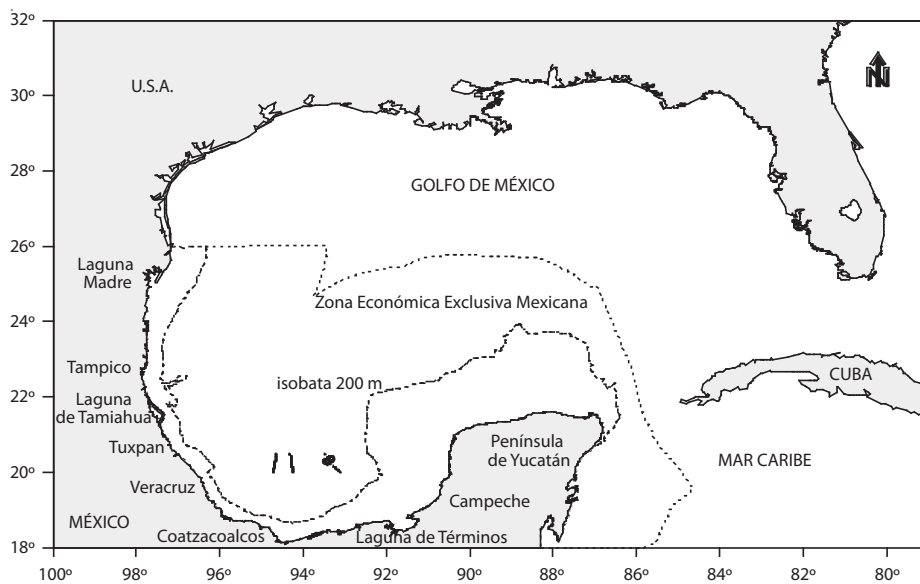 32º
U.S.A.
N
30º
28º
GOLFO DE MÉXICO
26º
Laguna
Madre
Zona Económica Exclusiva Mexicana
24º
Tampico
isobata 200 m
CUBA
22º
Laguna
de Tamiahua
Tuxpan
Península
de Yucatán
MAR CARIBE
20º
Veracruz
Campeche
MÉXICO
Coatzacoalcos
Laguna de Términos
18º
100º 98º 96º 94º 92º 90º 88º 86º 84º 82º 80º